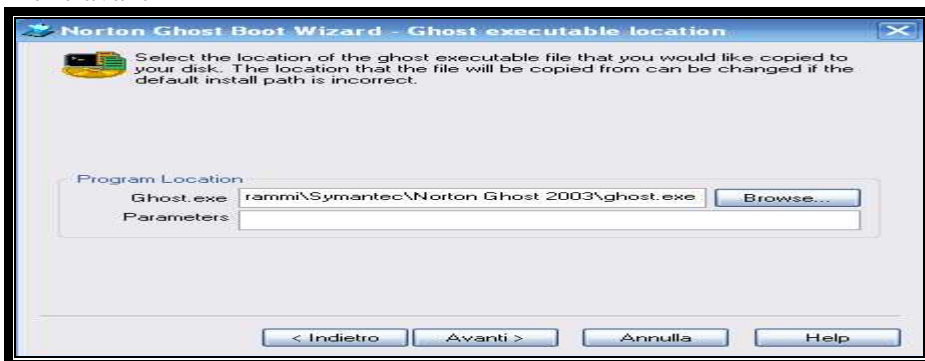 Norton Ghost Boot Wizard - Ghost executable location
Select the location of the ghost executable file that you would like copied to
your disk. The location that the file will be copied from can be changed if the
default install path is incorrect.
Program Location
Ghost.exe rammi\Symantec\Norton Ghost 2003\ghost.exe Browse...
Parameters
< Indietro Avanti > Annulla Help